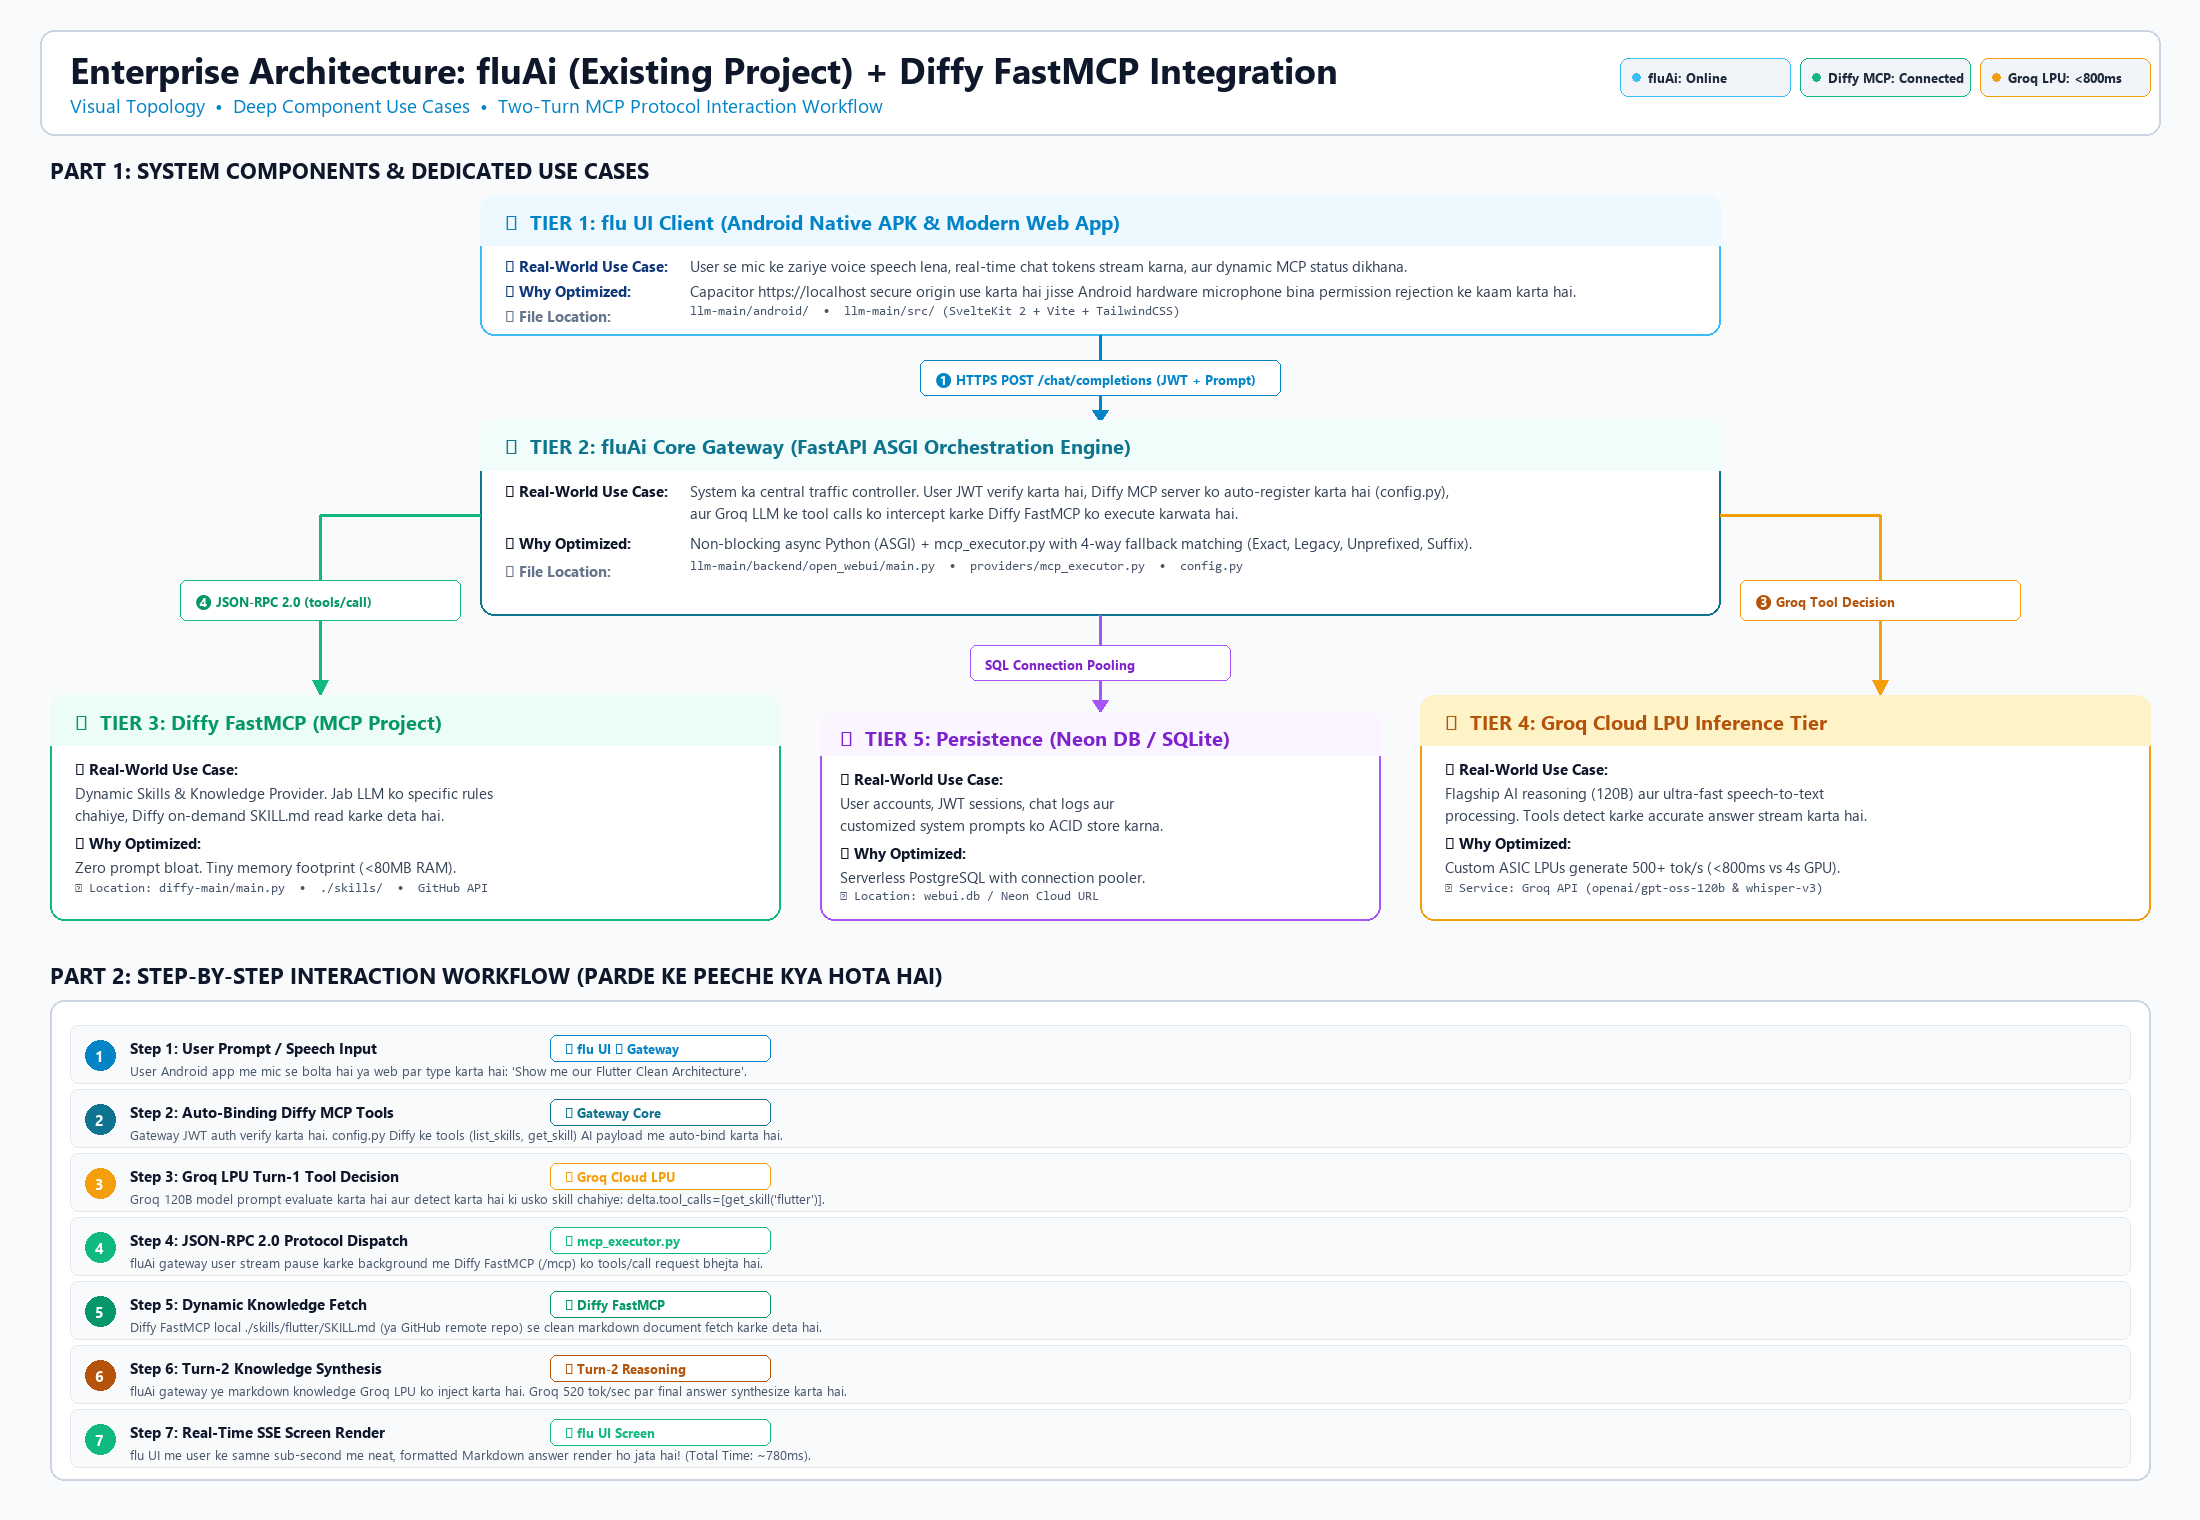 Enterprise Architecture: fluAi (Existing Project) + Diffy FastMCP Integration
Visual Topology • Deep Component Use Cases • Two-Turn MCP Protocol Interaction Workflow
fluAi: Online
Diffy MCP: Connected
Groq LPU: <800ms
PART 1: SYSTEM COMPONENTS & DEDICATED USE CASES
TIER 1: flu UI Client (Android Native APK & Modern Web App)
Real-World Use Case: User se mic ke zariye voice speech lena, real-time chat tokens stream karna, aur dynamic MCP status dikhana.
Why Optimized: Capacitor https://localhost secure origin use karta hai jisse Android hardware microphone bina permission rejection ke kaam karta hai.
File Location: llm-main/android/ • llm-main/src/ (SvelteKit 2 + Vite + TailwindCSS)
1 HTTPS POST /chat/completions (JWT + Prompt)
TIER 2: fluAi Core Gateway (FastAPI ASGI Orchestration Engine)
Real-World Use Case: System ka central traffic controller. User JWT verify karta hai, Diffy MCP server ko auto-register karta hai (config.py),
aur Groq LLM ke tool calls ko intercept karke Diffy FastMCP ko execute karwata hai.
Why Optimized: Non-blocking async Python (ASGI) + mcp_executor.py with 4-way fallback matching (Exact, Legacy, Unprefixed, Suffix).
File Location: llm-main/backend/open_webui/main.py • providers/mcp_executor.py • config.py
4 JSON-RPC 2.0 (tools/call)
3 Groq Tool Decision
SQL Connection Pooling
TIER 3: Diffy FastMCP (MCP Project)
Real-World Use Case:
Dynamic Skills & Knowledge Provider. Jab LLM ko specific rules
chahiye, Diffy on-demand SKILL.md read karke deta hai.
Why Optimized:
Zero prompt bloat. Tiny memory footprint (<80MB RAM).
Location: diffy-main/main.py • ./skills/ • GitHub API
TIER 5: Persistence (Neon DB / SQLite)
Real-World Use Case:
User accounts, JWT sessions, chat logs aur
customized system prompts ko ACID store karna.
Why Optimized:
Serverless PostgreSQL with connection pooler.
Location: webui.db / Neon Cloud URL
TIER 4: Groq Cloud LPU Inference Tier
Real-World Use Case:
Flagship AI reasoning (120B) aur ultra-fast speech-to-text
processing. Tools detect karke accurate answer stream karta hai.
Why Optimized:
Custom ASIC LPUs generate 500+ tok/s (<800ms vs 4s GPU).
Service: Groq API (openai/gpt-oss-120b & whisper-v3)
PART 2: STEP-BY-STEP INTERACTION WORKFLOW (PARDE KE PEECHE KYA HOTA HAI)
1 Step 1: User Prompt / Speech Input flu UI Gateway
User Android app me mic se bolta hai ya web par type karta hai: 'Show me our Flutter Clean Architecture'.
2 Step 2: Auto-Binding Diffy MCP Tools Gateway Core
Gateway JWT auth verify karta hai. config.py Diffy ke tools (list_skills, get_skill) AI payload me auto-bind karta hai.
3 Step 3: Groq LPU Turn-1 Tool Decision Groq Cloud LPU
Groq 120B model prompt evaluate karta hai aur detect karta hai ki usko skill chahiye: delta.tool_calls=[get_skill('flutter')].
4 Step 4: JSON-RPC 2.0 Protocol Dispatch mcp_executor.py
fluAi gateway user stream pause karke background me Diffy FastMCP (/mcp) ko tools/call request bhejta hai.
5 Step 5: Dynamic Knowledge Fetch Diffy FastMCP
Diffy FastMCP local ./skills/flutter/SKILL.md (ya GitHub remote repo) se clean markdown document fetch karke deta hai.
6 Step 6: Turn-2 Knowledge Synthesis Turn-2 Reasoning
fluAi gateway ye markdown knowledge Groq LPU ko inject karta hai. Groq 520 tok/sec par final answer synthesize karta hai.
7 Step 7: Real-Time SSE Screen Render flu UI Screen
flu UI me user ke samne sub-second me neat, formatted Markdown answer render ho jata hai! (Total Time: ~780ms).